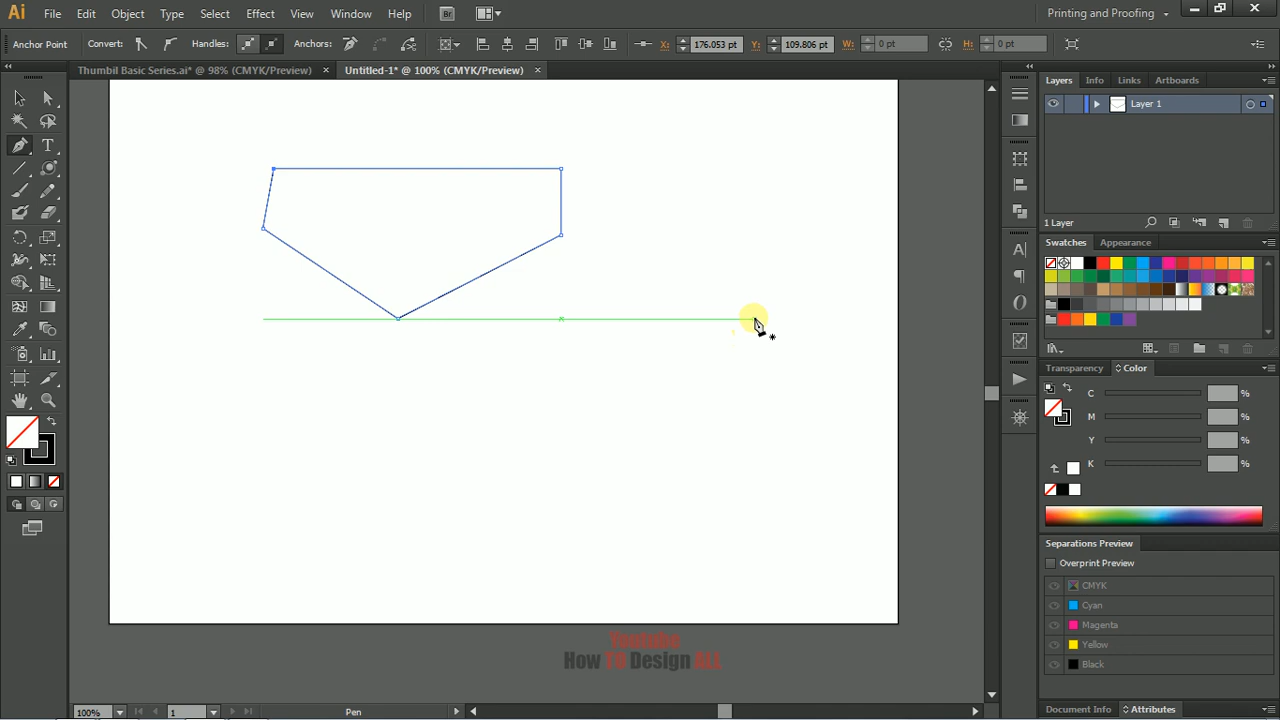 Ai File Edit Object Type Select Effect View Window Help Br Printing and Proofing
Anchor Point Convert: Handles: Anchors: X: 176.053 pt Y: 109.806 pt W: 0 pt H: 0 pt
Thumbil Basic Series.ai* @ 98% (CMYK/Preview) Untitled-1* @ 100% (CMYK/Preview)
Layers Info Links Artboards
Layer 1
1 Layer
Swatches Appearance
Transparency Color
C %
M %
Y %
K %
Separations Preview
Overprint Preview
CMYK
Cyan
Magenta
Yellow
Black
Youtube
How TO Design ALL
100% 1 Pen
Document Info Attributes